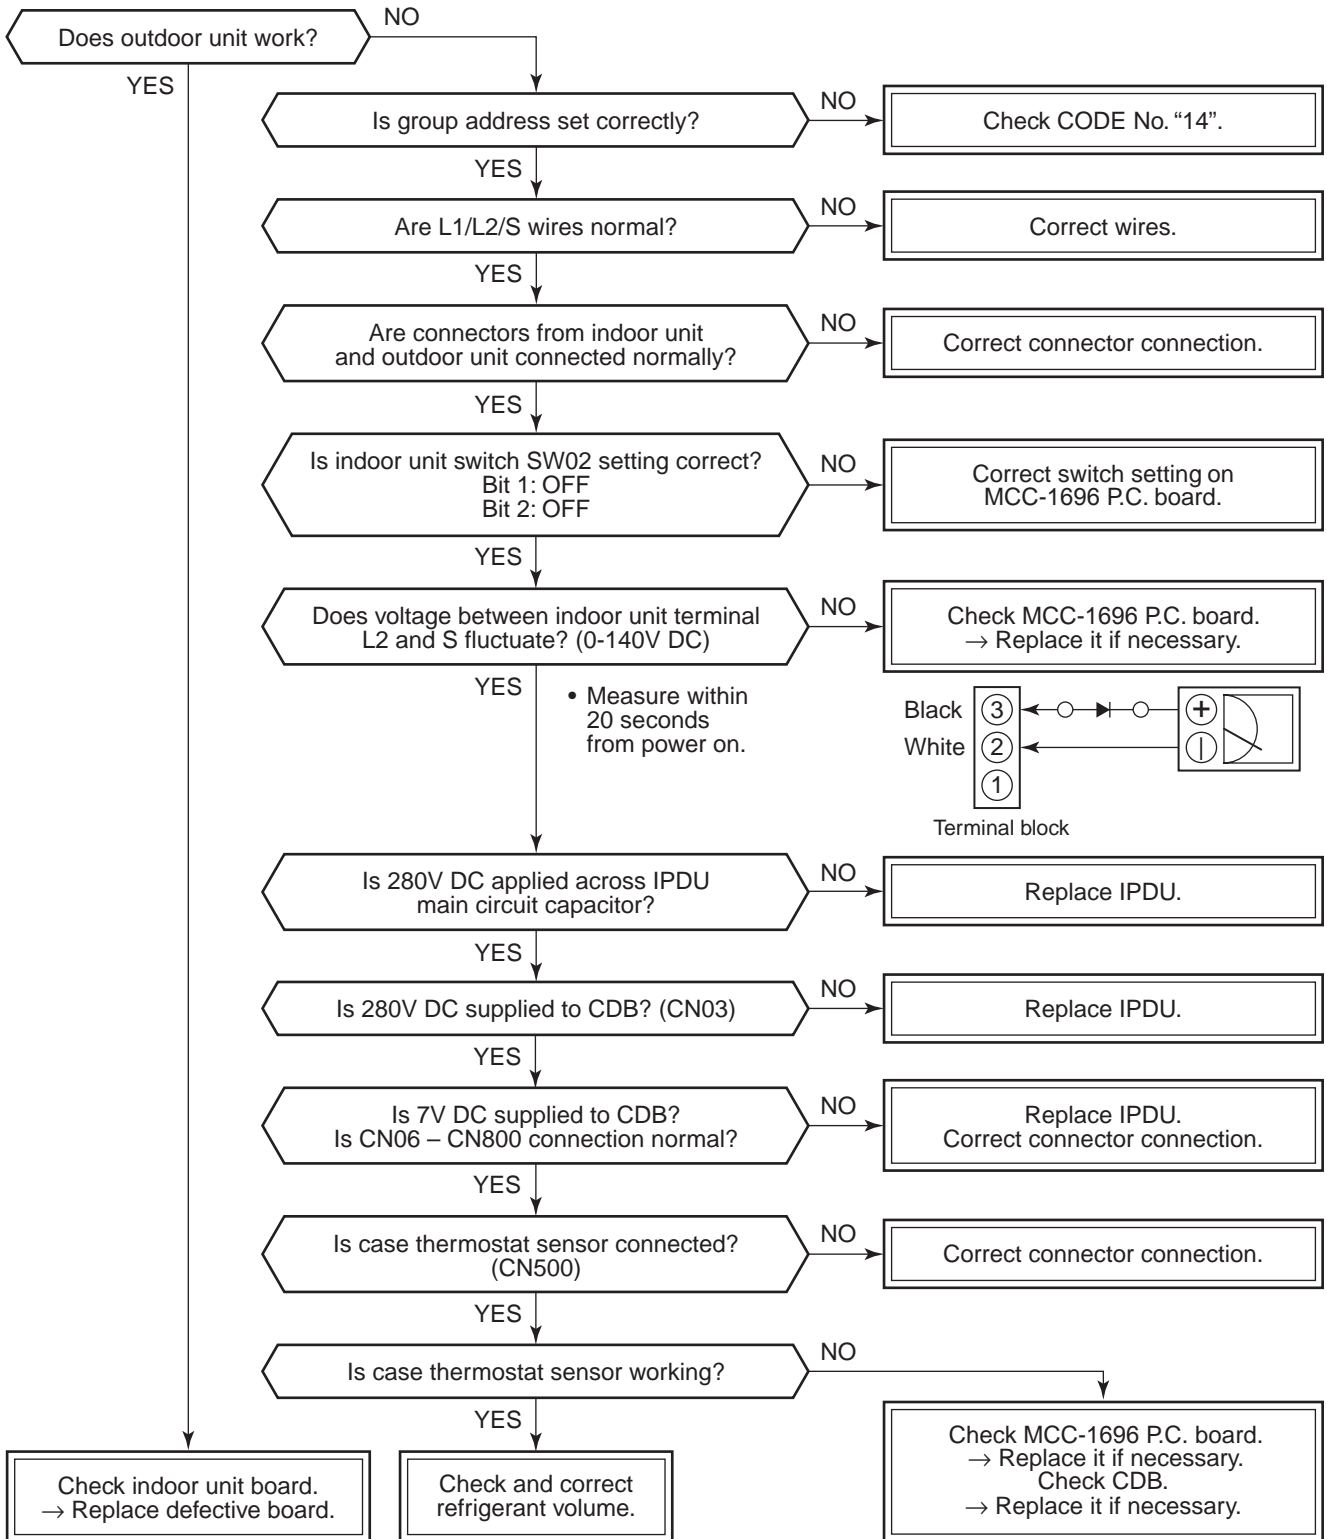 Does outdoor unit work?
NO
YES
Is group address set correctly?
NO
Check CODE No. “14”.
YES
Are L1/L2/S wires normal?
NO
Correct wires.
YES
Are connectors from indoor unit
and outdoor unit connected normally?
NO
Correct connector connection.
YES
Is indoor unit switch SW02 setting correct?
Bit 1: OFF
Bit 2: OFF
NO
Correct switch setting on
MCC-1696 P.C. board.
YES
Does voltage between indoor unit terminal
L2 and S fluctuate? (0-140V DC)
NO
Check MCC-1696 P.C. board.
→ Replace it if necessary.
YES
• Measure within
20 seconds
from power on.
Black 3 +
White 2 |
1
Terminal block
Is 280V DC applied across IPDU
main circuit capacitor?
NO
Replace IPDU.
YES
Is 280V DC supplied to CDB? (CN03)
NO
Replace IPDU.
YES
Is 7V DC supplied to CDB?
Is CN06 – CN800 connection normal?
NO
Replace IPDU.
Correct connector connection.
YES
Is case thermostat sensor connected?
(CN500)
NO
Correct connector connection.
YES
Is case thermostat sensor working?
NO
YES
Check indoor unit board.
→ Replace defective board.
Check and correct
refrigerant volume.
Check MCC-1696 P.C. board.
→ Replace it if necessary.
Check CDB.
→ Replace it if necessary.